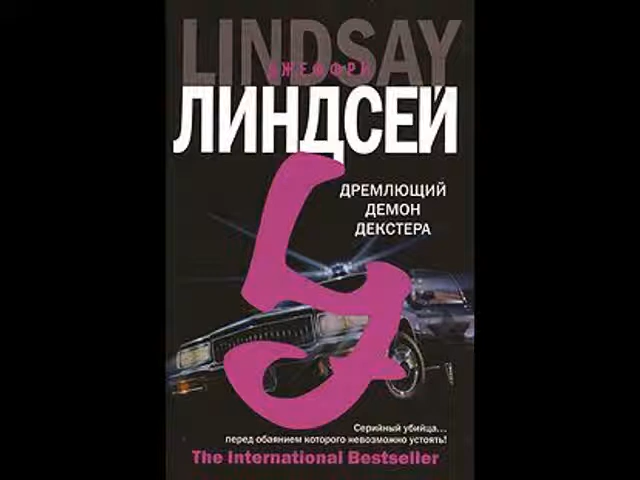 LINDSAY
ДЖЕФФРИ
ЛИНДСЕЙ
ДРЕМЛЮЩИЙ
ДЕМОН
ДЕКСТЕРА
Серийный убийца...
перед обаянием которого невозможно устоять!
The International Bestseller